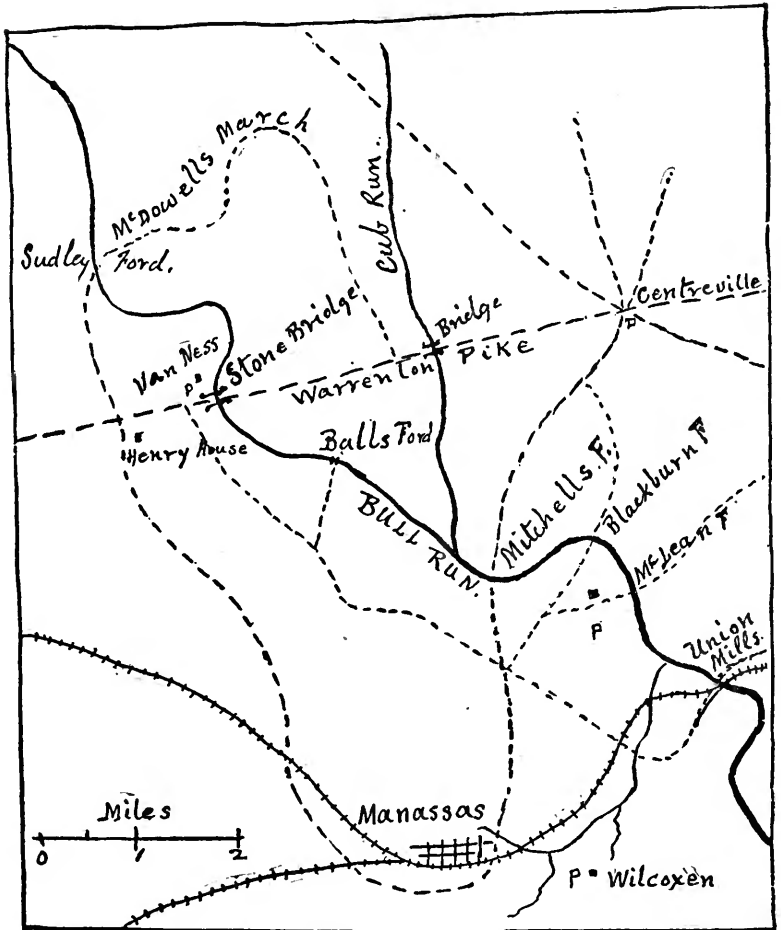 McDowells March
Cub Run.
Sudley Ford.
Centreville
D
Bridge
Stone Bridge
Van Ness
P
Warrenton Pike
Henry House
Balls Ford
Mitchells F.
Blackburn F
BULL RUN.
McLean F
P
Union
Mills.
Miles
0 1 2
Manassas
P Wilcoxen